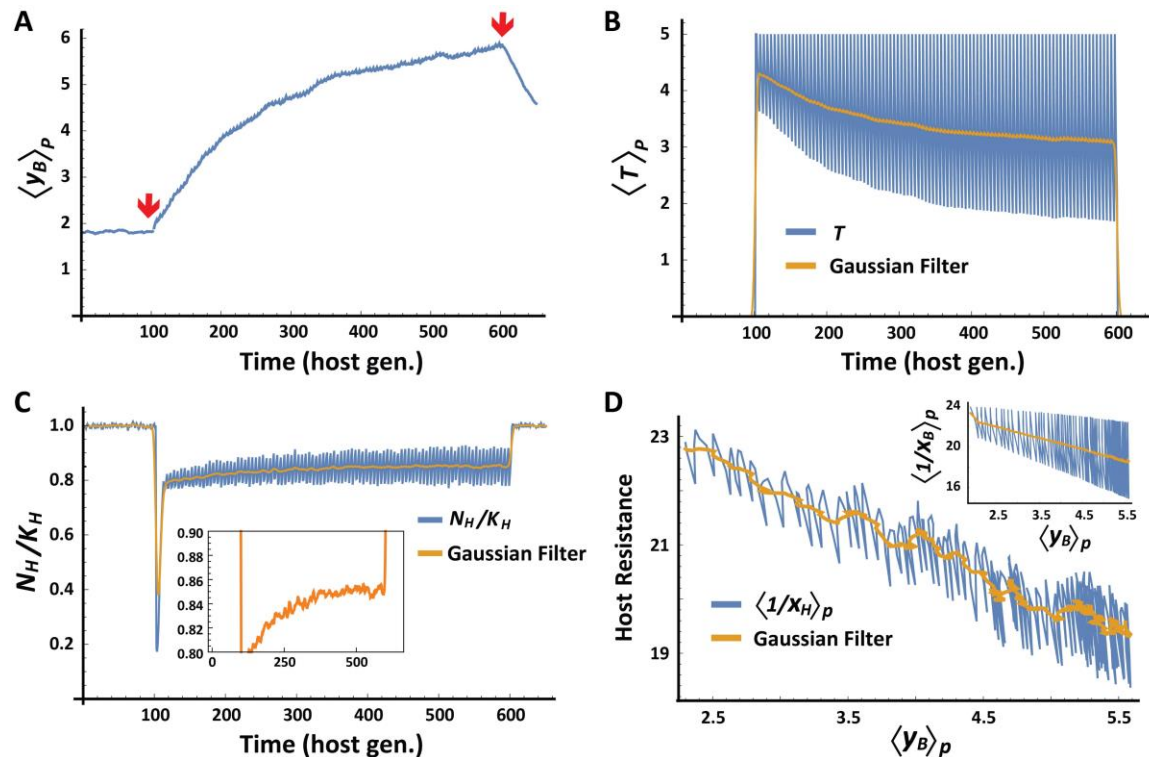 A
6
5
4
3
2
1
⟨y_B⟩_P
100 200 300 400 500 600
Time (host gen.)
B
5
4
3
2
1
⟨T⟩_P
T
Gaussian Filter
100 200 300 400 500 600
Time (host gen.)
C
1.0
0.8
0.6
0.4
0.2
N_H/K_H
N_H/K_H
Gaussian Filter
0.90
0.88
0.86
0.84
0.82
0.80
0 250 500
100 200 300 400 500 600
Time (host gen.)
D
23
21
19
Host Resistance
24
20
16
⟨1/x_B⟩_p
2.5 3.5 4.5 5.5
⟨y_B⟩_p
⟨1/x_H⟩_p
Gaussian Filter
2.5 3.5 4.5 5.5
⟨y_B⟩_p